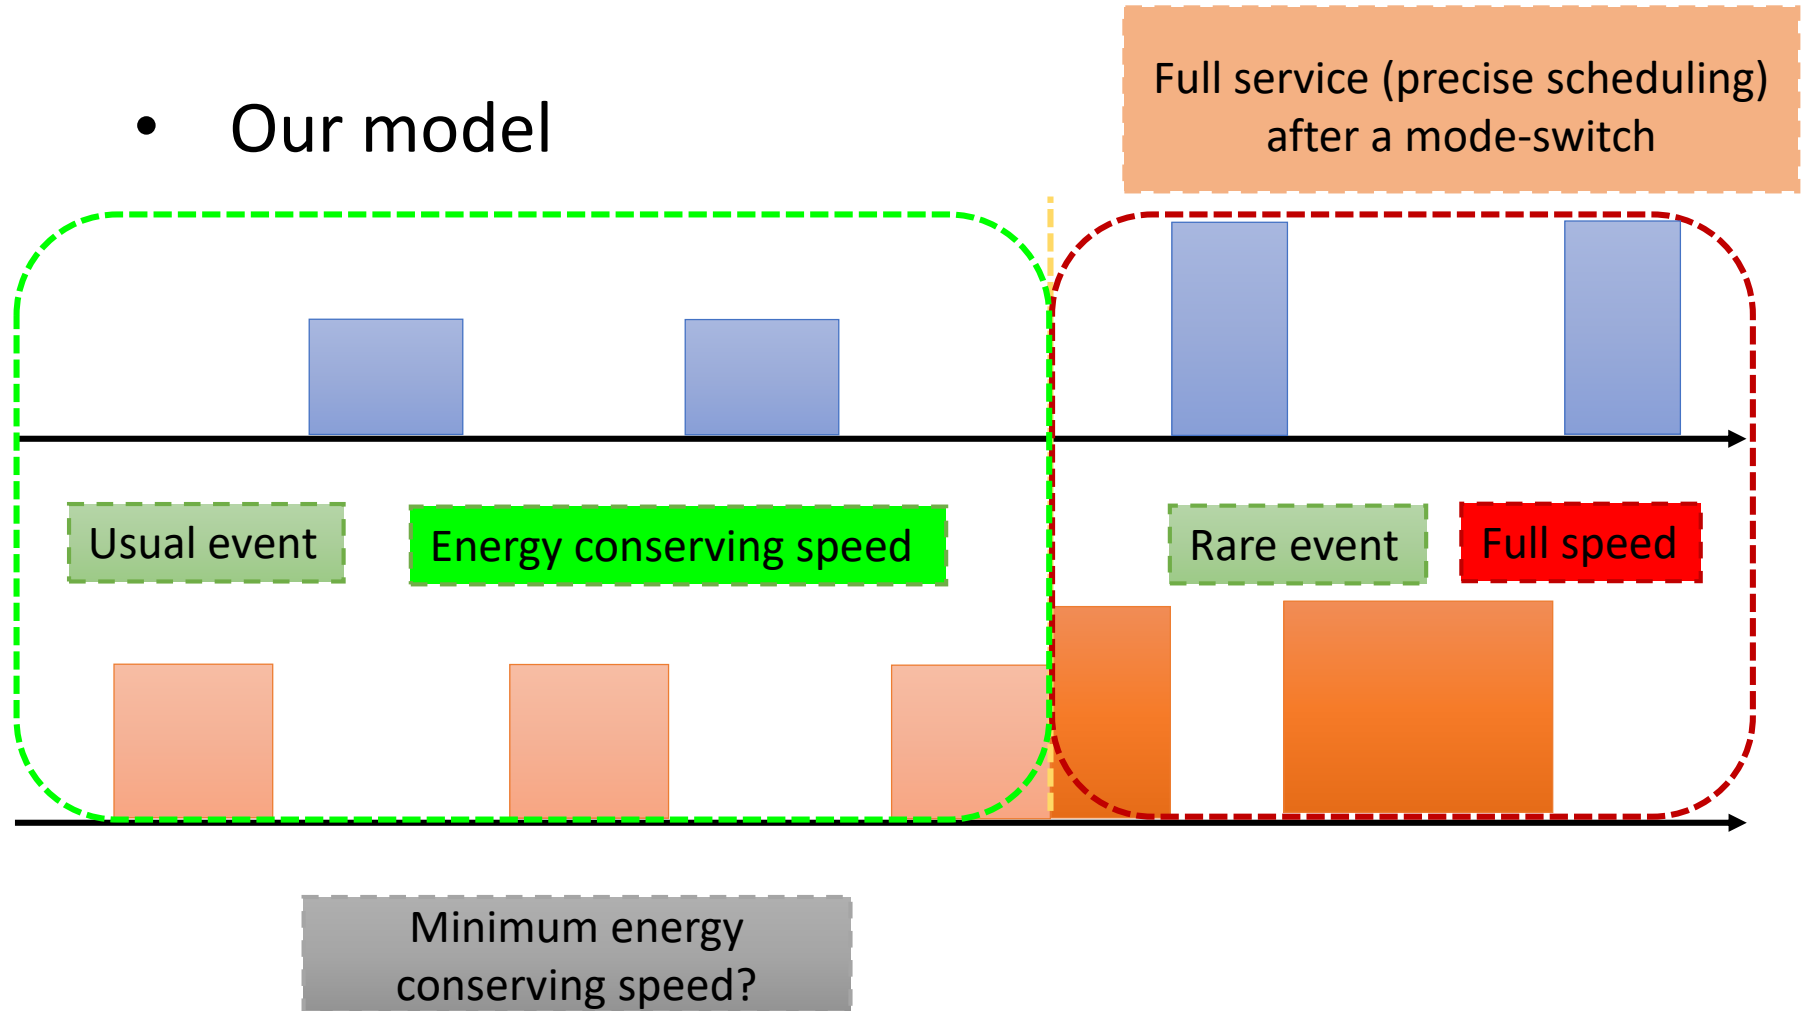 Full service (precise scheduling)
after a mode-switch
• Our model
Usual event
Energy conserving speed
Rare event
Full speed
Minimum energy
conserving speed?